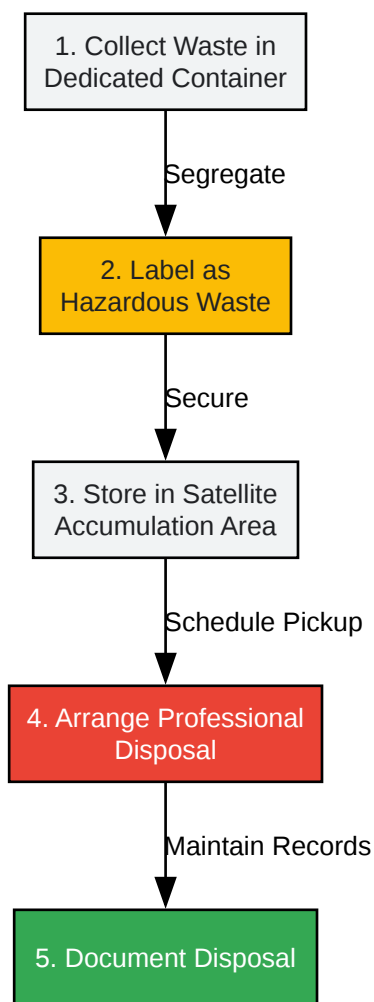 1. Collect Waste in
Dedicated Container
Segregate
2. Label as
Hazardous Waste
Secure
3. Store in Satellite
Accumulation Area
Schedule Pickup
4. Arrange Professional
Disposal
Maintain Records
5. Document Disposal